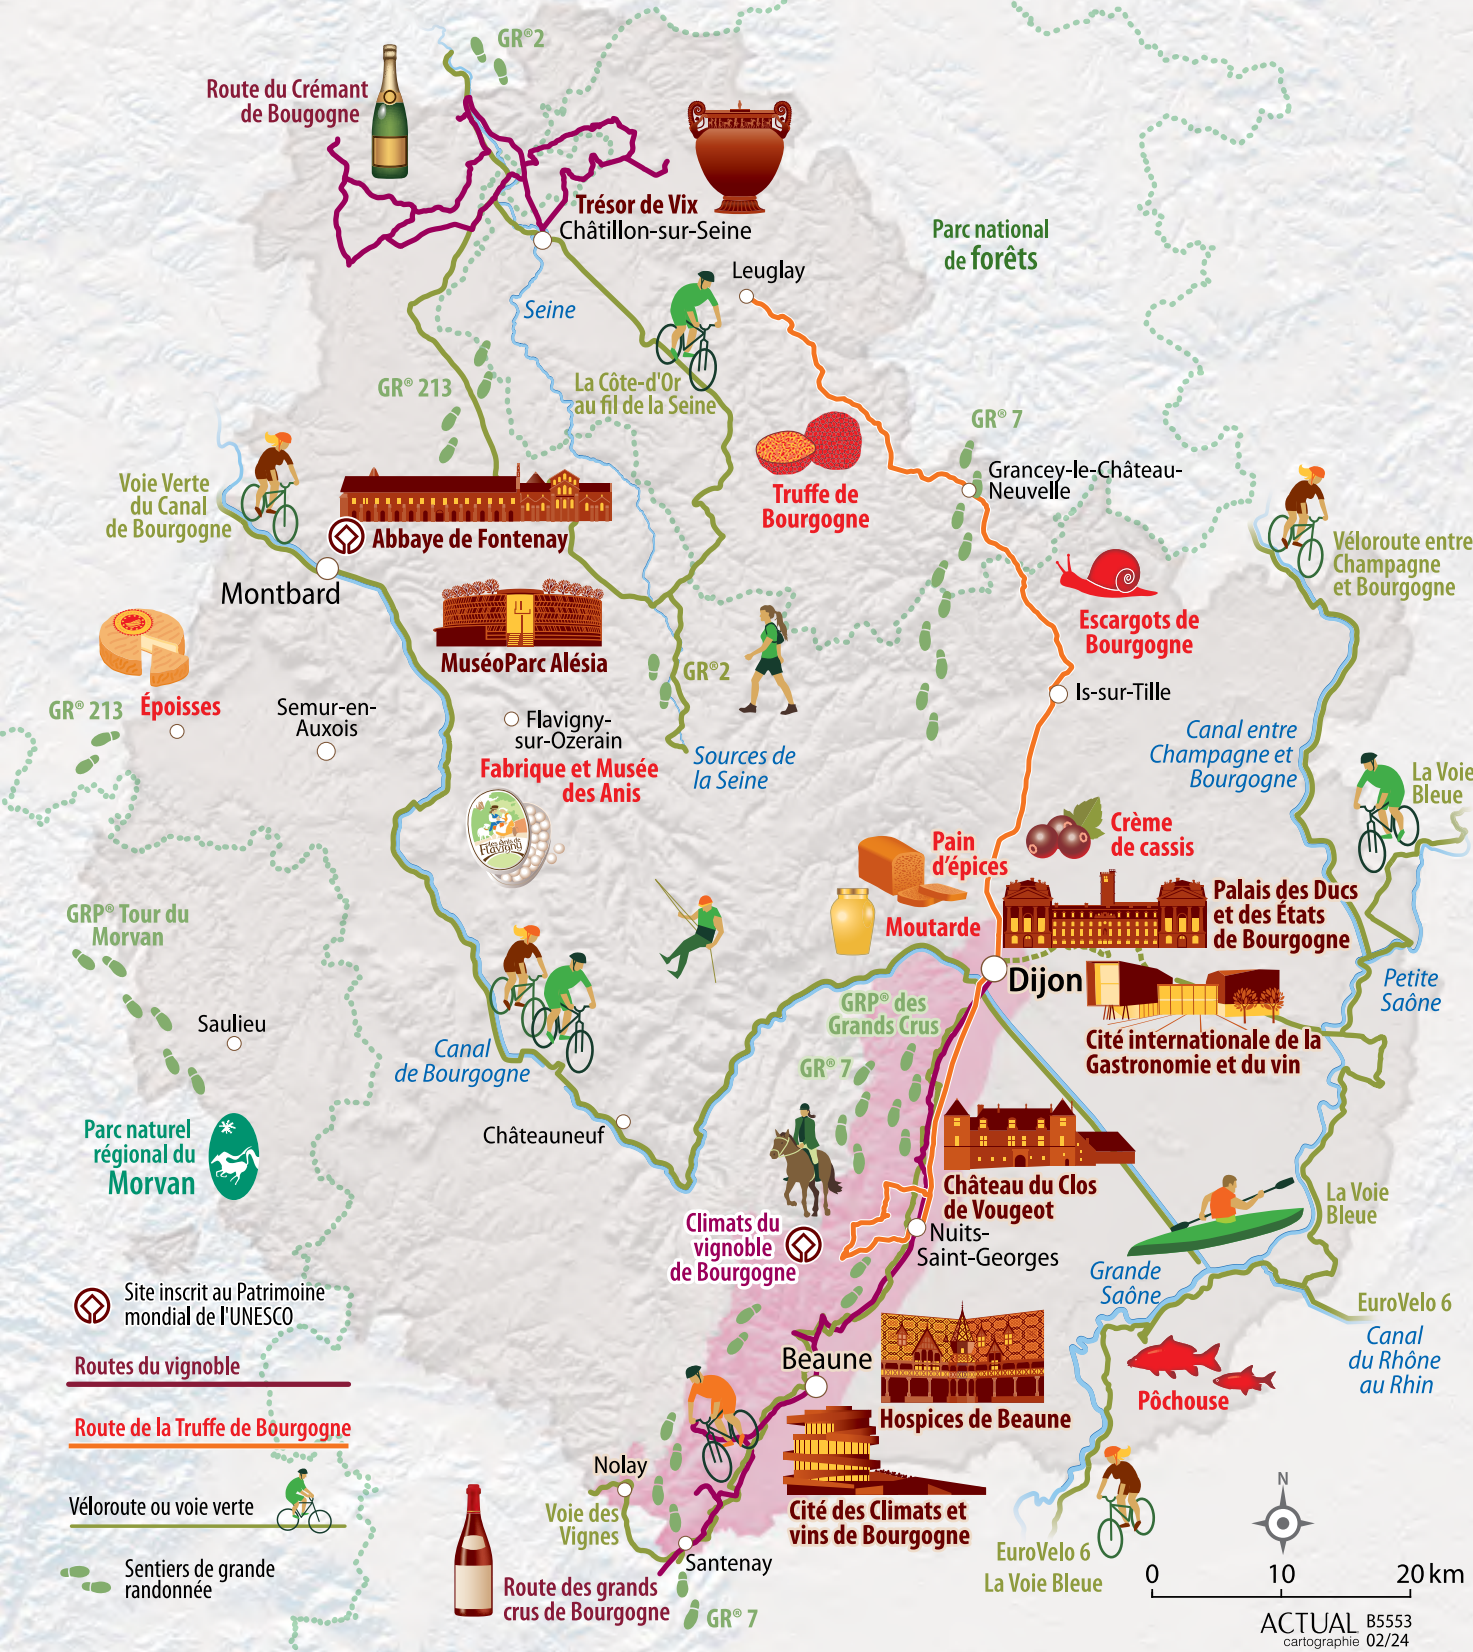 GR®2
Route du Crémant
de Bougogne
Trésor de Vix
Châtillon-sur-Seine
Parc national
de forêts
Leuglay
Seine
GR® 213
La Côte-d'Or
au fil de la Seine
GR® 7
Grancey-le-Château-
Neuvelle
Voie Verte
du Canal
de Bourgogne
Truffe de
Bourgogne
Abbaye de Fontenay
Véloroute entre
Champagne
et Bourgogne
Montbard
Escargots de
Bourgogne
MuséoParc Alésia
GR®2
Is-sur-Tille
GR® 213
Époisses
Semur-en-
Auxois
Flavigny-
sur-Ozerain
Fabrique et Musée
des Anis
les Anis de
Flavigny
Sources de
la Seine
Canal entre
Champagne et
Bourgogne
La Voie
Bleue
Crème
de cassis
Pain
d'épices
Moutarde
Palais des Ducs
et des États
de Bourgogne
GRP® Tour du
Morvan
Dijon
Petite
Saône
GRP® des
Grands Crus
Saulieu
Cité internationale de la
Gastronomie et du vin
Canal
de Bourgogne
GR® 7
Châteauneuf
Parc naturel
régional du
Morvan
Château du Clos
de Vougeot
La Voie
Bleue
Climats du
vignoble
de Bourgogne
Nuits-
Saint-Georges
Grande
Saône
EuroVelo 6
Canal
du Rhône
au Rhin
Site inscrit au Patrimoine
mondial de l'UNESCO
Routes du vignoble
Beaune
Pôchouse
Hospices de Beaune
Route de la Truffe de Bourgogne
Nolay
Véloroute ou voie verte
Voie des
Vignes
Cité des Climats et
vins de Bourgogne
Santenay
EuroVelo 6
La Voie Bleue
Sentiers de grande
randonnée
Route des grands
crus de Bourgogne
GR® 7
N
0 10 20 km
ACTUAL B5553
cartographie 02/24